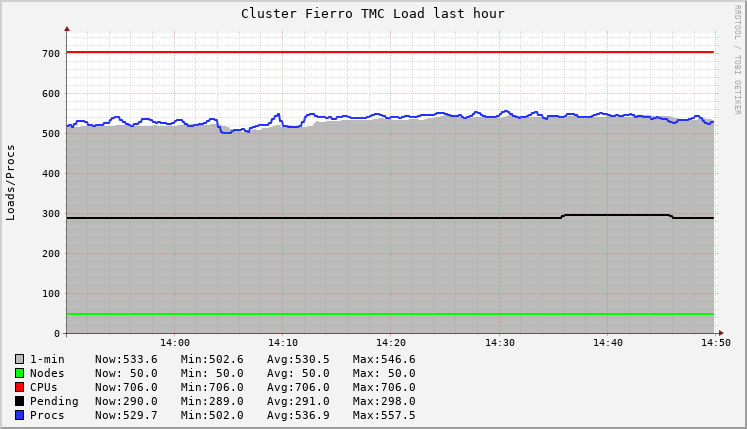 Cluster Fierro TMC Load last hour
RRDTOOL / TOBI OETIKER
Loads/Procs
700
600
500
400
300
200
100
0
14:00 14:10 14:20 14:30 14:40 14:50
1-min Now:533.6 Min:502.6 Avg:530.5 Max:546.6
Nodes Now: 50.0 Min: 50.0 Avg: 50.0 Max: 50.0
CPUs Now:706.0 Min:706.0 Avg:706.0 Max:706.0
Pending Now:290.0 Min:289.0 Avg:291.0 Max:298.0
Procs Now:529.7 Min:502.0 Avg:536.9 Max:557.5